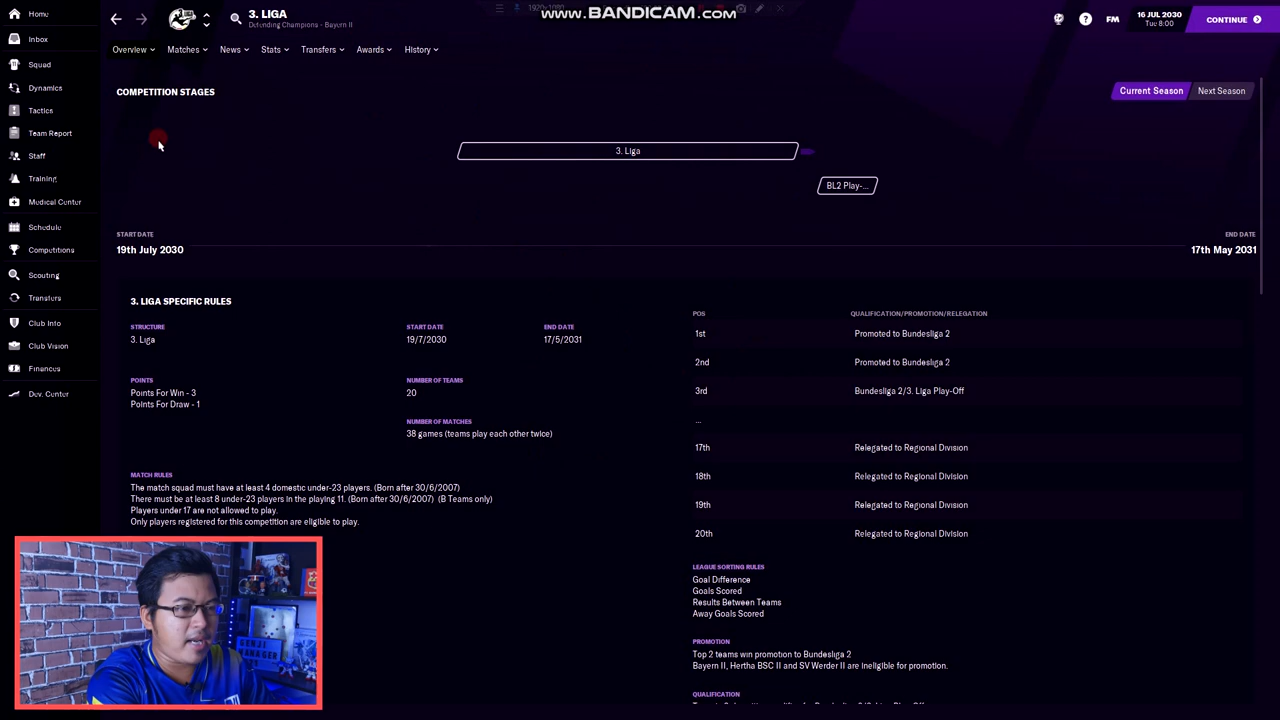 Home
Inbox
Squad
Dynamics
Tactics
Team Report
Staff
Training
Medical Center
Schedule
Competitions
Scouting
Transfers
Club Info
Club Vision
Finances
Dev. Center
3. LIGA
Defending Champions - Bayern II
1920x1080
www.BANDICAM.com
FM
16 JUL 2030
Tue 8:00
CONTINUE
Overview
Matches
News
Stats
Transfers
Awards
History
COMPETITION STAGES
Current Season
Next Season
3. Liga
BL2 Play-...
START DATE
19th July 2030
END DATE
17th May 2031
3. LIGA SPECIFIC RULES
STRUCTURE
3. Liga
START DATE
19/7/2030
END DATE
17/5/2031
POINTS
Points For Win - 3
Points For Draw - 1
NUMBER OF TEAMS
20
NUMBER OF MATCHES
38 games (teams play each other twice)
MATCH RULES
The match squad must have at least 4 domestic under-23 players. (Born after 30/6/2007)
There must be at least 8 under-23 players in the playing 11. (Born after 30/6/2007) (B Teams only)
Players under 17 are not allowed to play.
Only players registered for this competition are eligible to play.
POS
QUALIFICATION/PROMOTION/RELEGATION
1st
Promoted to Bundesliga 2
2nd
Promoted to Bundesliga 2
3rd
Bundesliga 2/3. Liga Play-Off
...
17th
Relegated to Regional Division
18th
Relegated to Regional Division
19th
Relegated to Regional Division
20th
Relegated to Regional Division
LEAGUE SORTING RULES
Goal Difference
Goals Scored
Results Between Teams
Away Goals Scored
PROMOTION
Top 2 teams win promotion to Bundesliga 2
Bayern II, Hertha BSC II and SV Werder II are ineligible for promotion.
QUALIFICATION